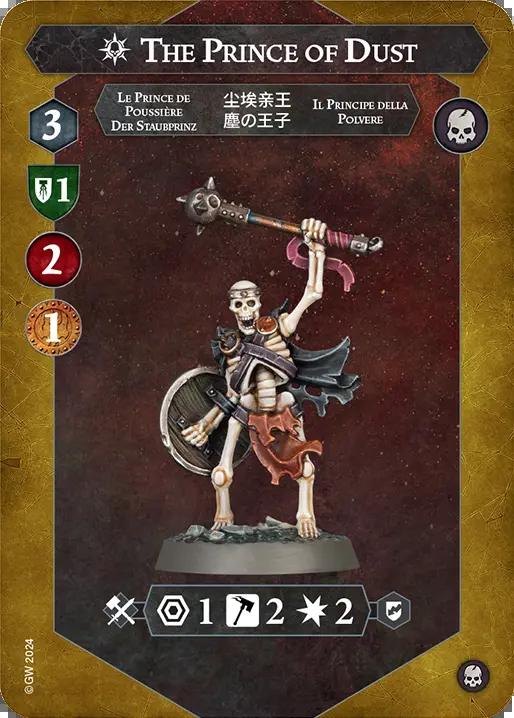 The Prince of Dust
Le Prince de
Poussière
Der Staubprinz
尘埃亲王
塵の王子
Il Principe della
Polvere
3
1
2
1
1 2 2
©GW 2024